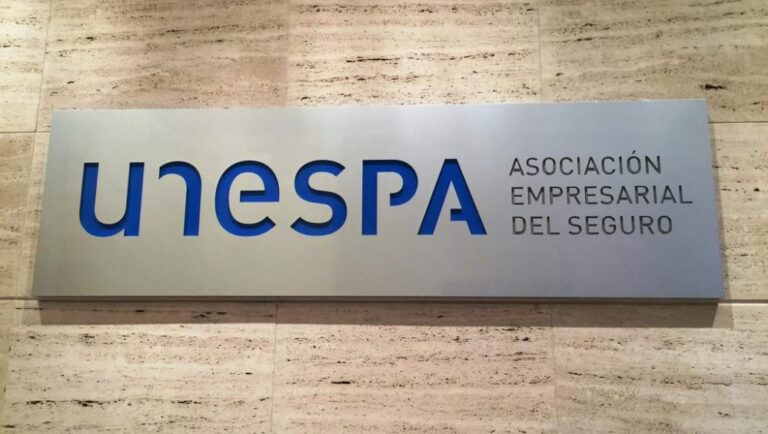 unespa
ASOCIACIÓN
EMPRESARIAL
DEL SEGURO